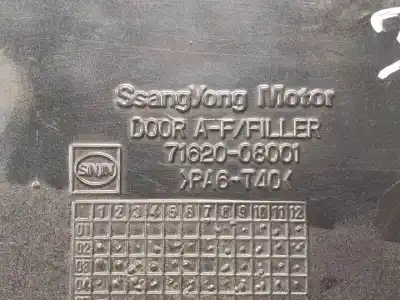 SsangYong Motor
DOOR A-F/FILLER
71620-08001
>PA6-T40<
1 2 3 4 5 6 7 8 9 10 11 12
01
02
03
04